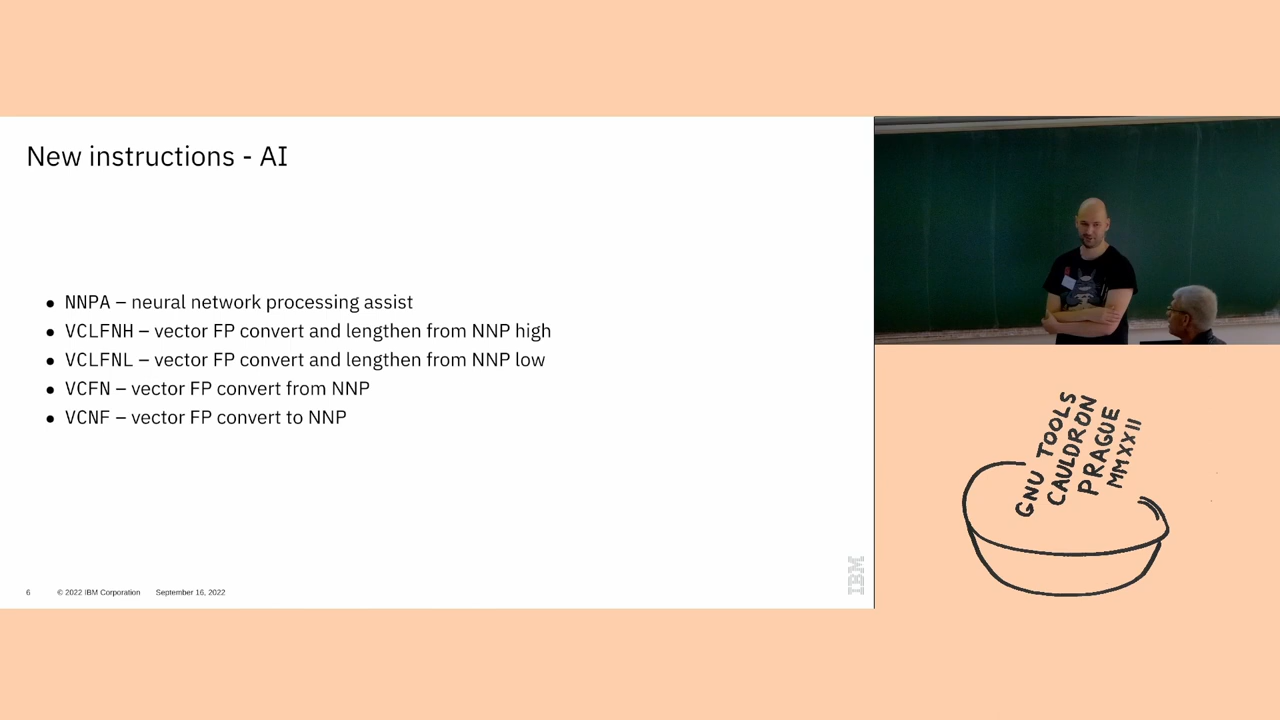 New instructions - AI
● NNPA – neural network processing assist
● VCLFNH – vector FP convert and lengthen from NNP high
● VCLFNL – vector FP convert and lengthen from NNP low
● VCFN – vector FP convert from NNP
● VCNF – vector FP convert to NNP
6 © 2022 IBM Corporation September 16, 2022
IBM
GNU TOOLS
CAULDRON
PRAGUE
MMXXII